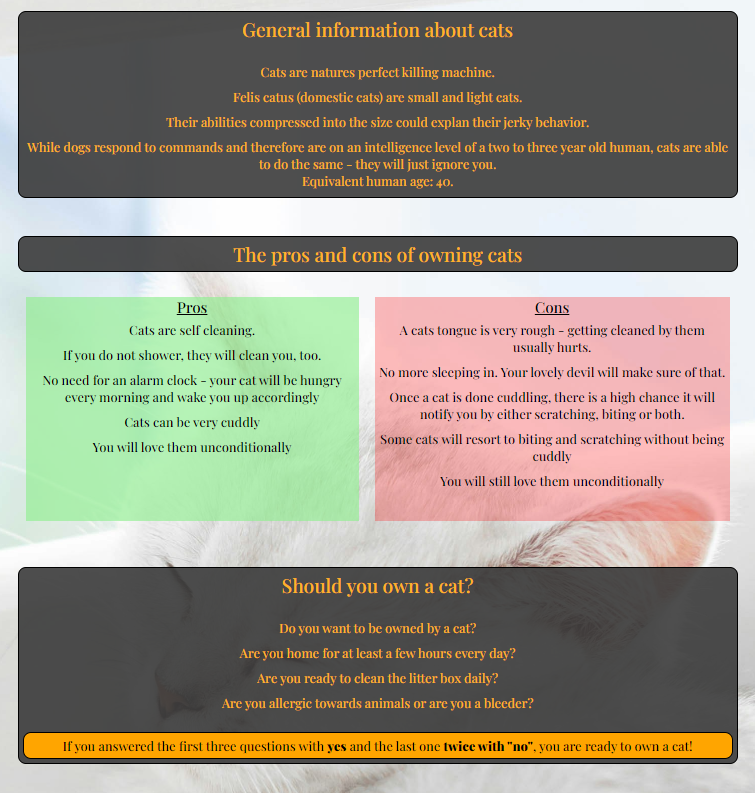 General information about cats
Cats are natures perfect killing machine.
Felis catus (domestic cats) are small and light cats.
Their abilities compressed into the size could explan their jerky behavior.
While dogs respond to commands and therefore are on an intelligence level of a two to three year old human, cats are able
to do the same - they will just ignore you.
Equivalent human age: 40.
The pros and cons of owning cats
Pros
Cats are self cleaning.
If you do not shower, they will clean you, too.
No need for an alarm clock - your cat will be hungry
every morning and wake you up accordingly
Cats can be very cuddly
You will love them unconditionally
Cons
A cats tongue is very rough - getting cleaned by them
usually hurts.
No more sleeping in. Your lovely devil will make sure of that.
Once a cat is done cuddling, there is a high chance it will
notify you by either scratching, biting or both.
Some cats will resort to biting and scratching without being
cuddly
You will still love them unconditionally
Should you own a cat?
Do you want to be owned by a cat?
Are you home for at least a few hours every day?
Are you ready to clean the litter box daily?
Are you allergic towards animals or are you a bleeder?
If you answered the first three questions with yes and the last one twice with "no", you are ready to own a cat!